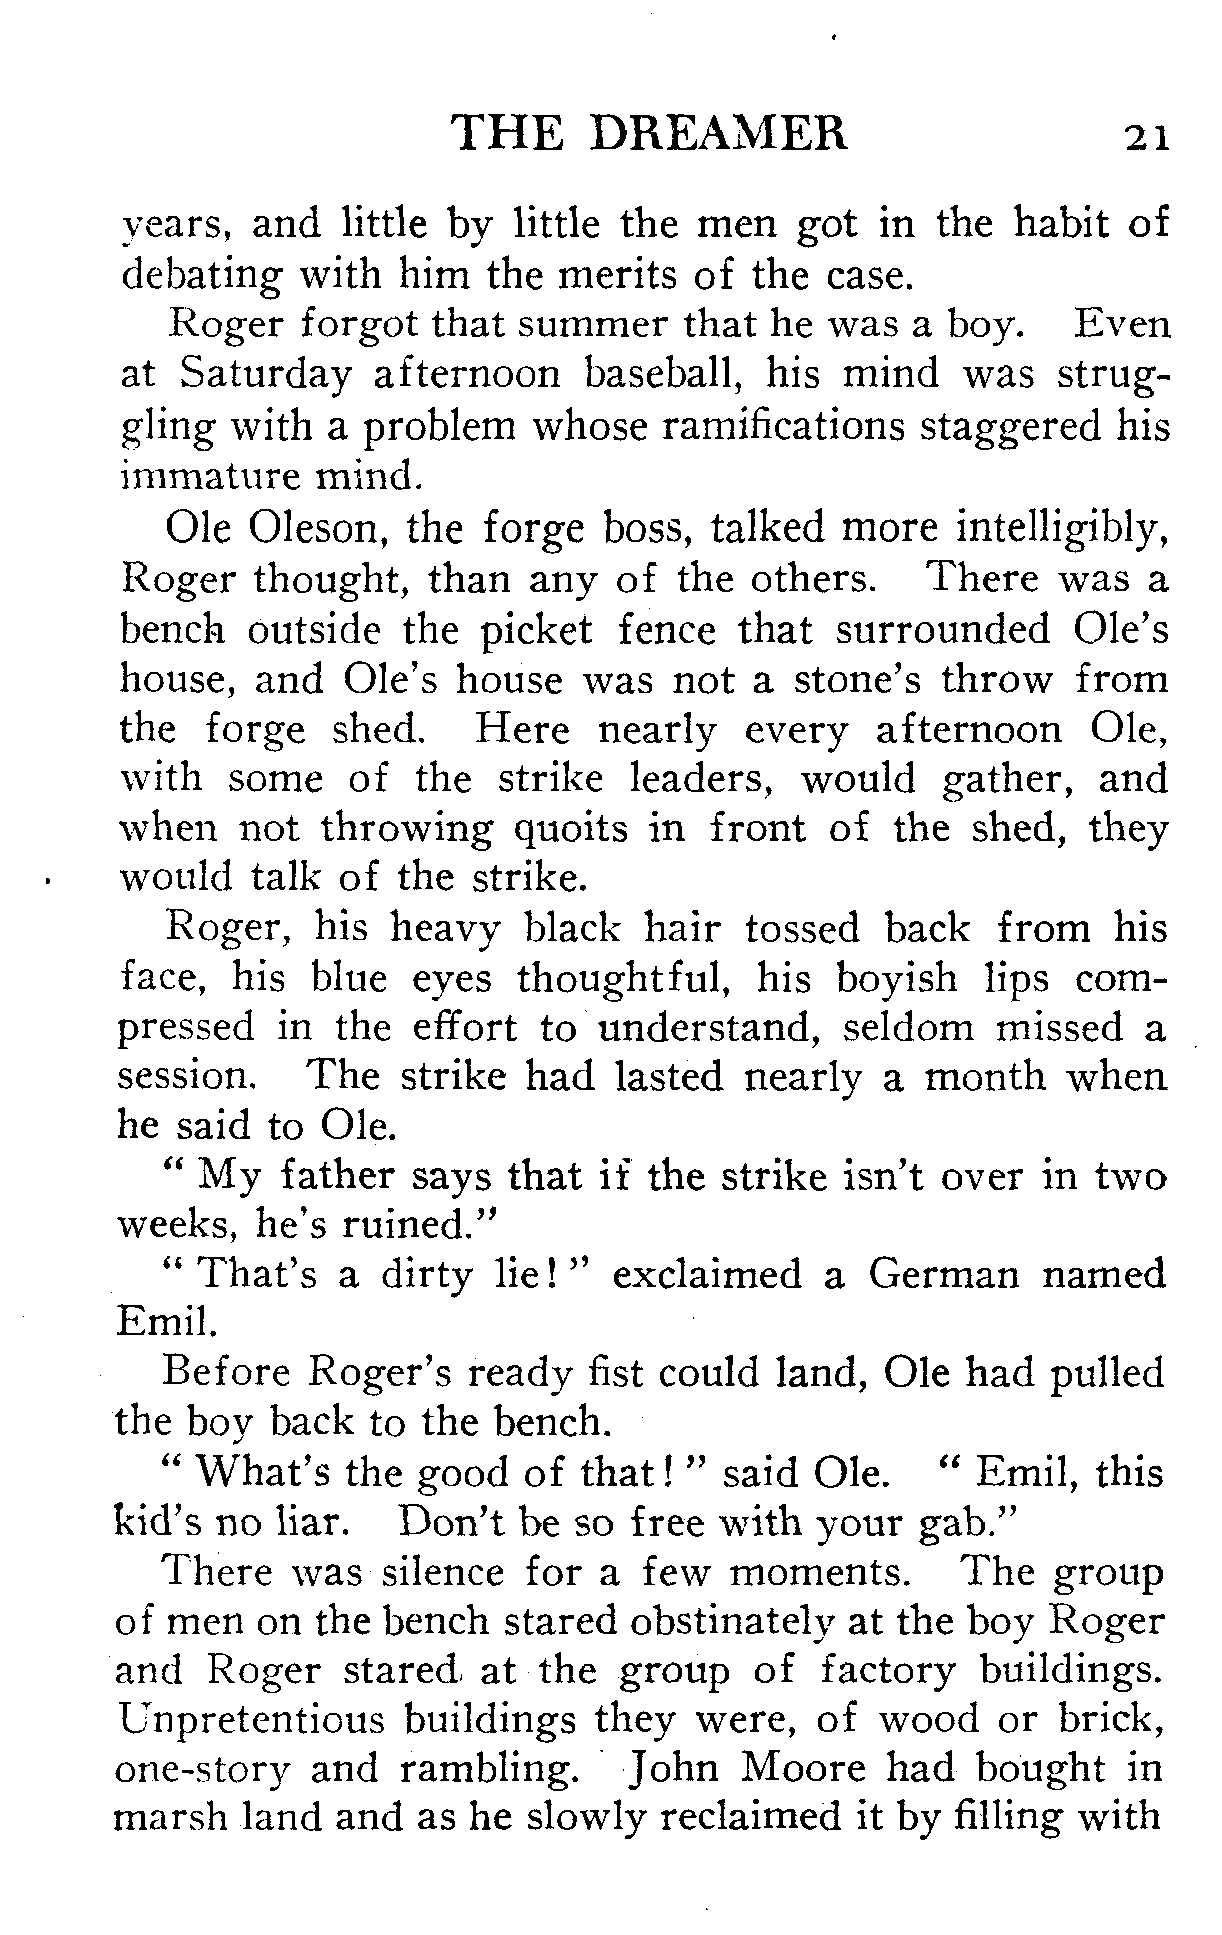 THE DREAMER 21
years, and little by little the men got in the habit of
debating with him the merits of the case.
Roger forgot that summer that he was a boy. Even
at Saturday afternoon baseball, his mind was strug-
gling with a problem whose ramifications staggered his
immature mind.
Ole Oleson, the forge boss, talked more intelligibly,
Roger thought, than any of the others. There was a
bench outside the picket fence that surrounded Ole's
house, and Ole's house was not a stone's throw from
the forge shed. Here nearly every afternoon Ole,
with some of the strike leaders, would gather, and
when not throwing quoits in front of the shed, they
would talk of the strike.
Roger, his heavy black hair tossed back from his
face, his blue eyes thoughtful, his boyish lips com-
pressed in the effort to understand, seldom missed a
session. The strike had lasted nearly a month when
he said to Ole.
" My father says that if the strike isn't over in two
weeks, he's ruined."
" That's a dirty lie! " exclaimed a German named
Emil.
Before Roger's ready fist could land, Ole had pulled
the boy back to the bench.
" What's the good of that! " said Ole. " Emil, this
kid's no liar. Don't be so free with your gab."
There was silence for a few moments. The group
of men on the bench stared obstinately at the boy Roger
and Roger stared at the group of factory buildings.
Unpretentious buildings they were, of wood or brick,
one-story and rambling. John Moore had bought in
marsh land and as he slowly reclaimed it by filling with